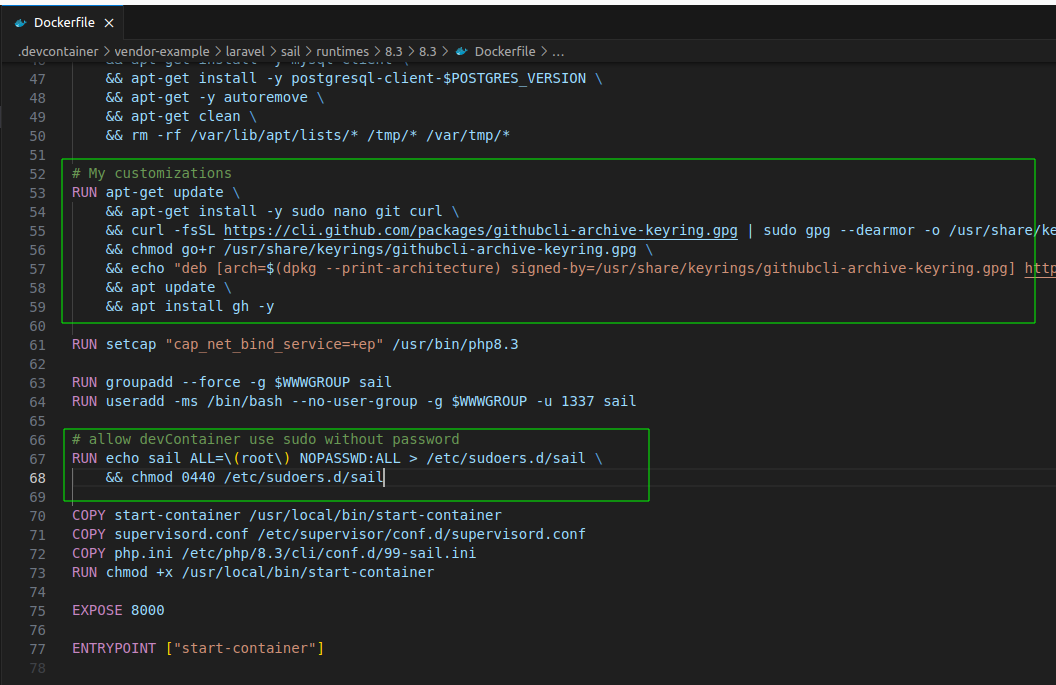 Dockerfile ×
.devcontainer > vendor-example > laravel > sail > runtimes > 8.3 > 8.3 > Dockerfile > ...
46 && apt-get install -y mysql-client \
47 && apt-get install -y postgresql-client-$POSTGRES_VERSION \
48 && apt-get -y autoremove \
49 && apt-get clean \
50 && rm -rf /var/lib/apt/lists/* /tmp/* /var/tmp/*
51
52 # My customizations
53 RUN apt-get update \
54 && apt-get install -y sudo nano git curl \
55 && curl -fsSL https://cli.github.com/packages/githubcli-archive-keyring.gpg | sudo gpg --dearmor -o /usr/share/ke
56 && chmod go+r /usr/share/keyrings/githubcli-archive-keyring.gpg \
57 && echo "deb [arch=$(dpkg --print-architecture) signed-by=/usr/share/keyrings/githubcli-archive-keyring.gpg] http
58 && apt update \
59 && apt install gh -y
60
61 RUN setcap "cap_net_bind_service=+ep" /usr/bin/php8.3
62
63 RUN groupadd --force -g $WWWGROUP sail
64 RUN useradd -ms /bin/bash --no-user-group -g $WWWGROUP -u 1337 sail
65
66 # allow devContainer use sudo without password
67 RUN echo sail ALL=\(root\) NOPASSWD:ALL > /etc/sudoers.d/sail \
68 && chmod 0440 /etc/sudoers.d/sail
69
70 COPY start-container /usr/local/bin/start-container
71 COPY supervisord.conf /etc/supervisor/conf.d/supervisord.conf
72 COPY php.ini /etc/php/8.3/cli/conf.d/99-sail.ini
73 RUN chmod +x /usr/local/bin/start-container
74
75 EXPOSE 8000
76
77 ENTRYPOINT ["start-container"]
78